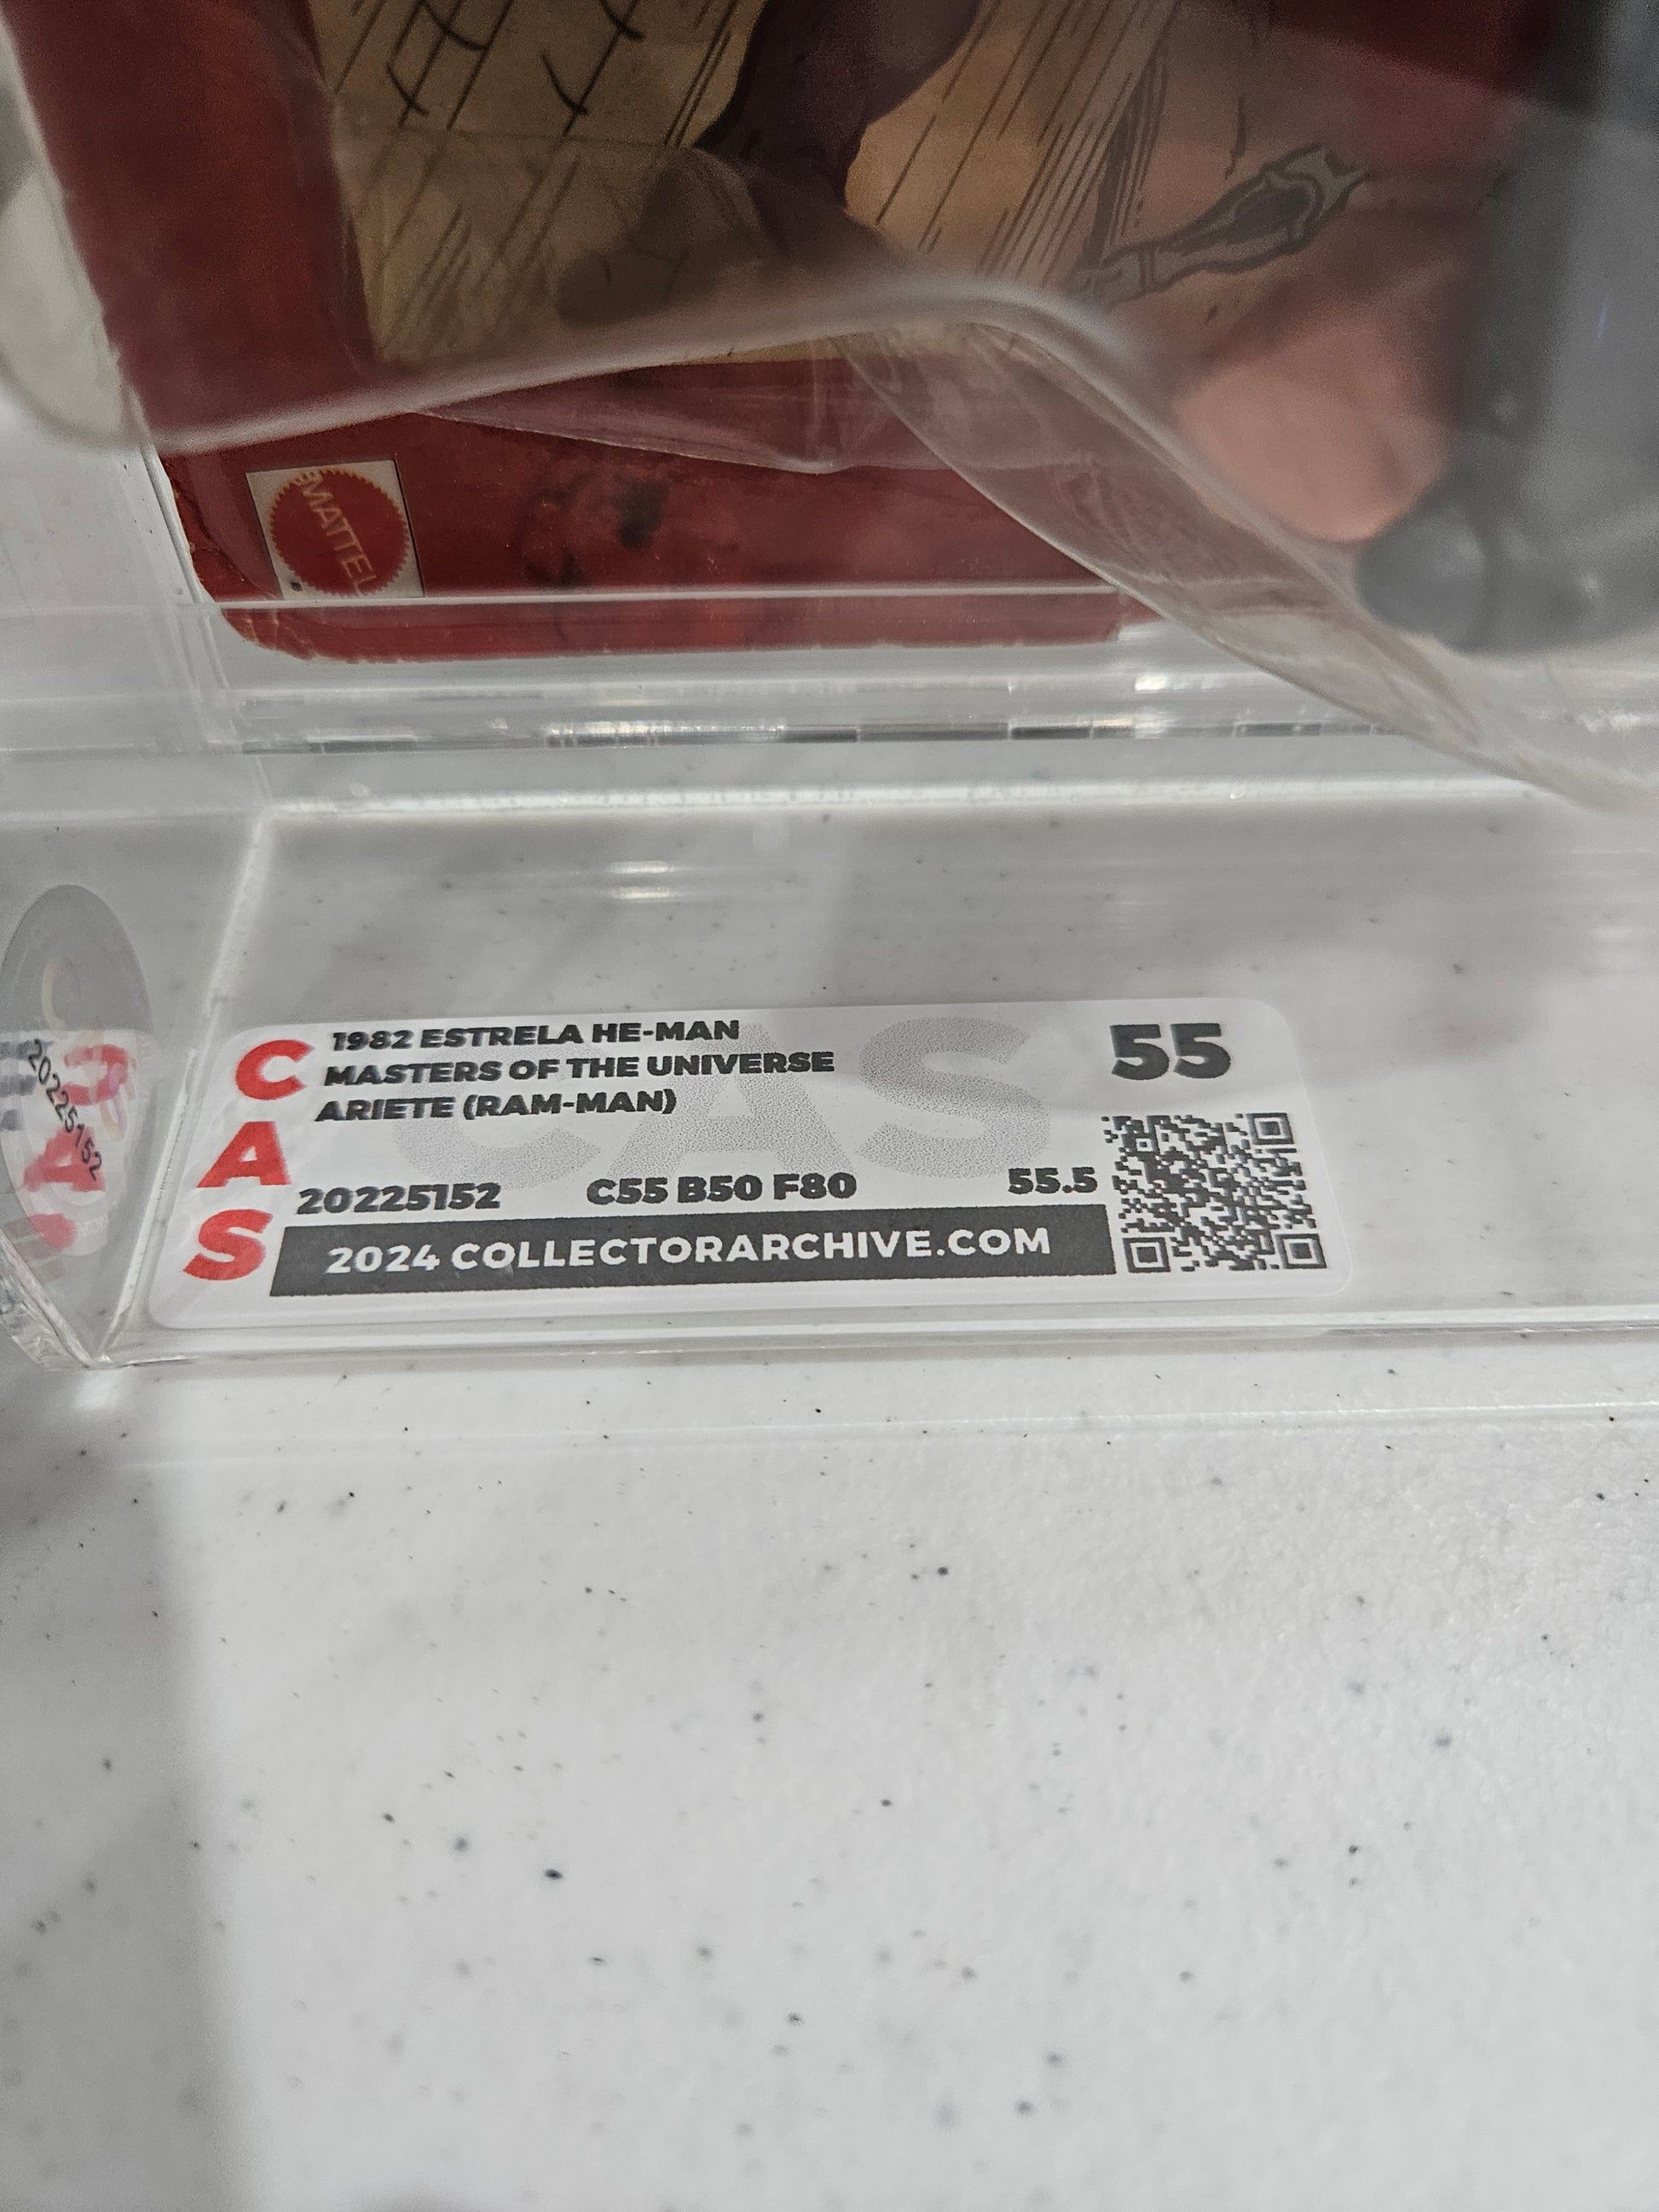 MATTEL
®
CAS
1982 ESTRELA HE-MAN
MASTERS OF THE UNIVERSE
ARIETE (RAM-MAN)
55
20225152 C55 B50 F80 55.5
2024 COLLECTORARCHIVE.COM
CAS
20225152